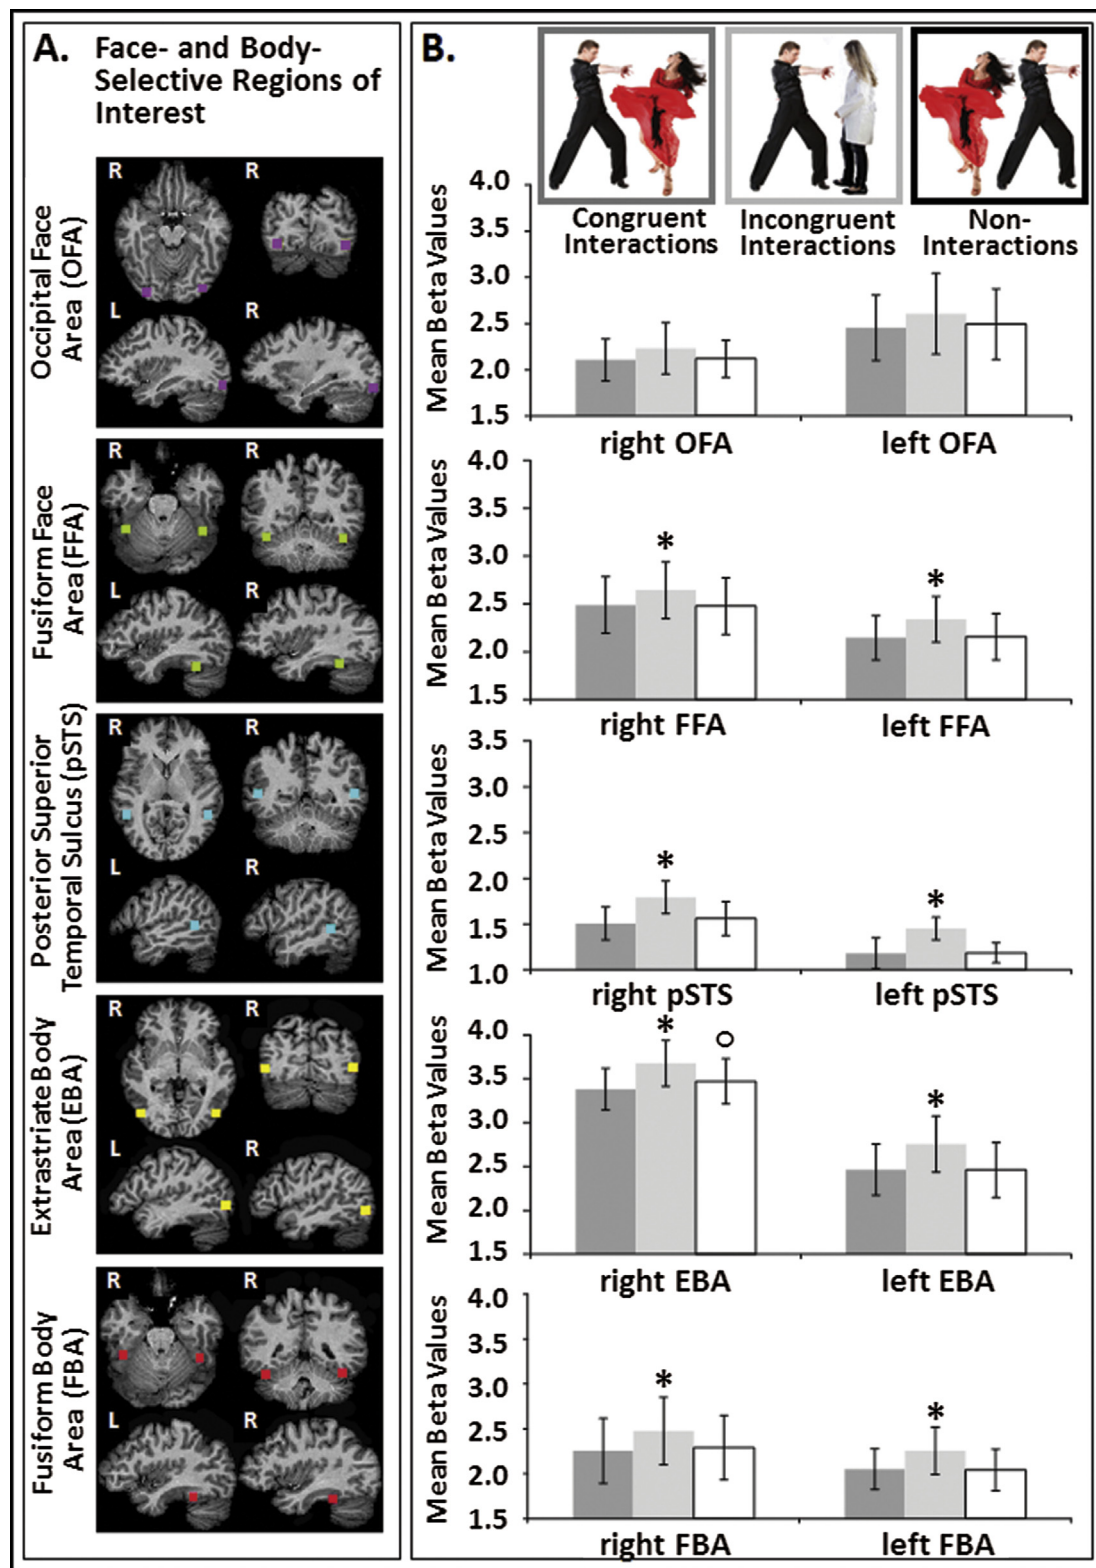 A.
Face- and Body-
Selective Regions of
Interest
Occipital Face
Area (OFA)
R
R
L
R
Fusiform Face
Area (FFA)
R
R
L
R
Posterior Superior
Temporal Sulcus (pSTS)
R
R
L
R
Extrastriate Body
Area (EBA)
R
R
L
R
Fusiform Body
Area (FBA)
R
R
L
R
B.
Congruent
Interactions
Incongruent
Interactions
Non-
Interactions
Mean Beta Values
4.0
3.0
2.5
2.0
1.5
right OFA
left OFA
Mean Beta Values
4.0
3.0
2.5
2.0
1.5
*
*
right FFA
left FFA
Mean Beta Values
3.5
3.0
2.5
2.0
1.5
1.0
*
*
right pSTS
left pSTS
Mean Beta Values
4.0
3.5
3.0
2.5
2.0
1.5
*
*
right EBA
left EBA
Mean Beta Values
4.0
3.5
3.0
2.5
2.0
1.5
*
*
right FBA
left FBA